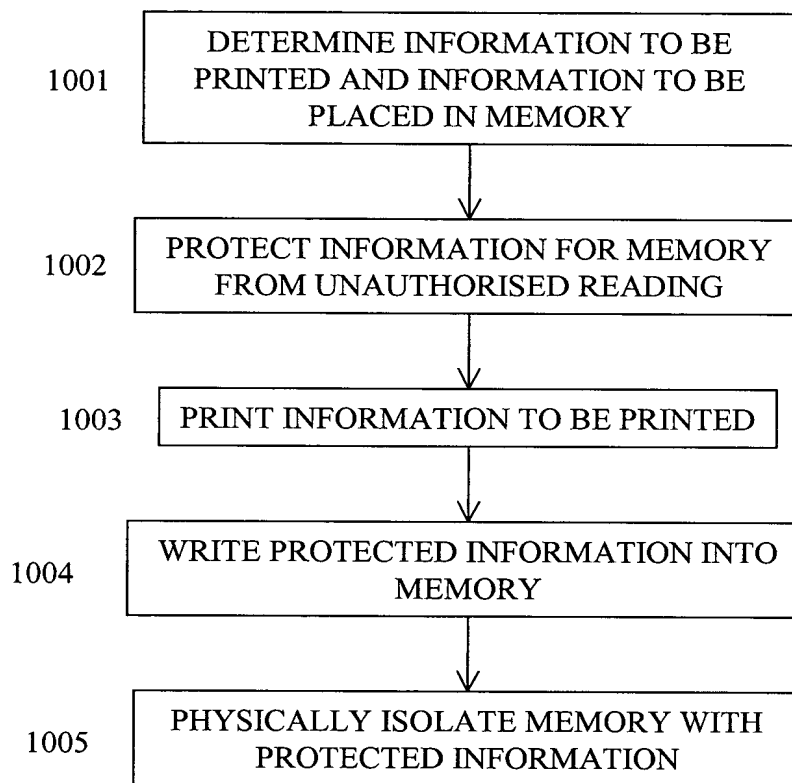 DETERMINE INFORMATION TO BE
1001 PRINTED AND INFORMATION TO BE
PLACED IN MEMORY
1002 PROTECT INFORMATION FOR MEMORY
FROM UNAUTHORISED READING
1003 PRINT INFORMATION TO BE PRINTED
WRITE PROTECTED INFORMATION INTO
1004 MEMORY
PHYSICALLY ISOLATE MEMORY WITH
1005 PROTECTED INFORMATION